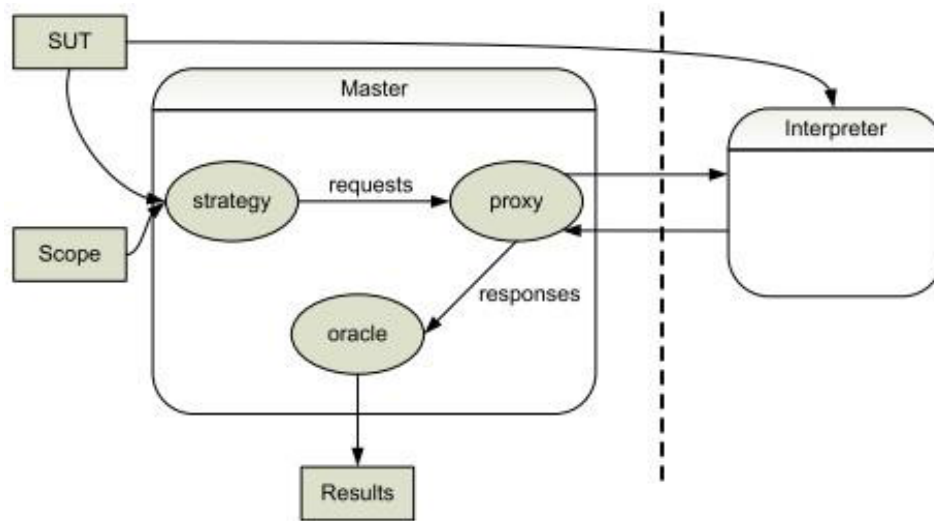 SUT
Master
Interpreter
requests
strategy
proxy
Scope
responses
oracle
Results